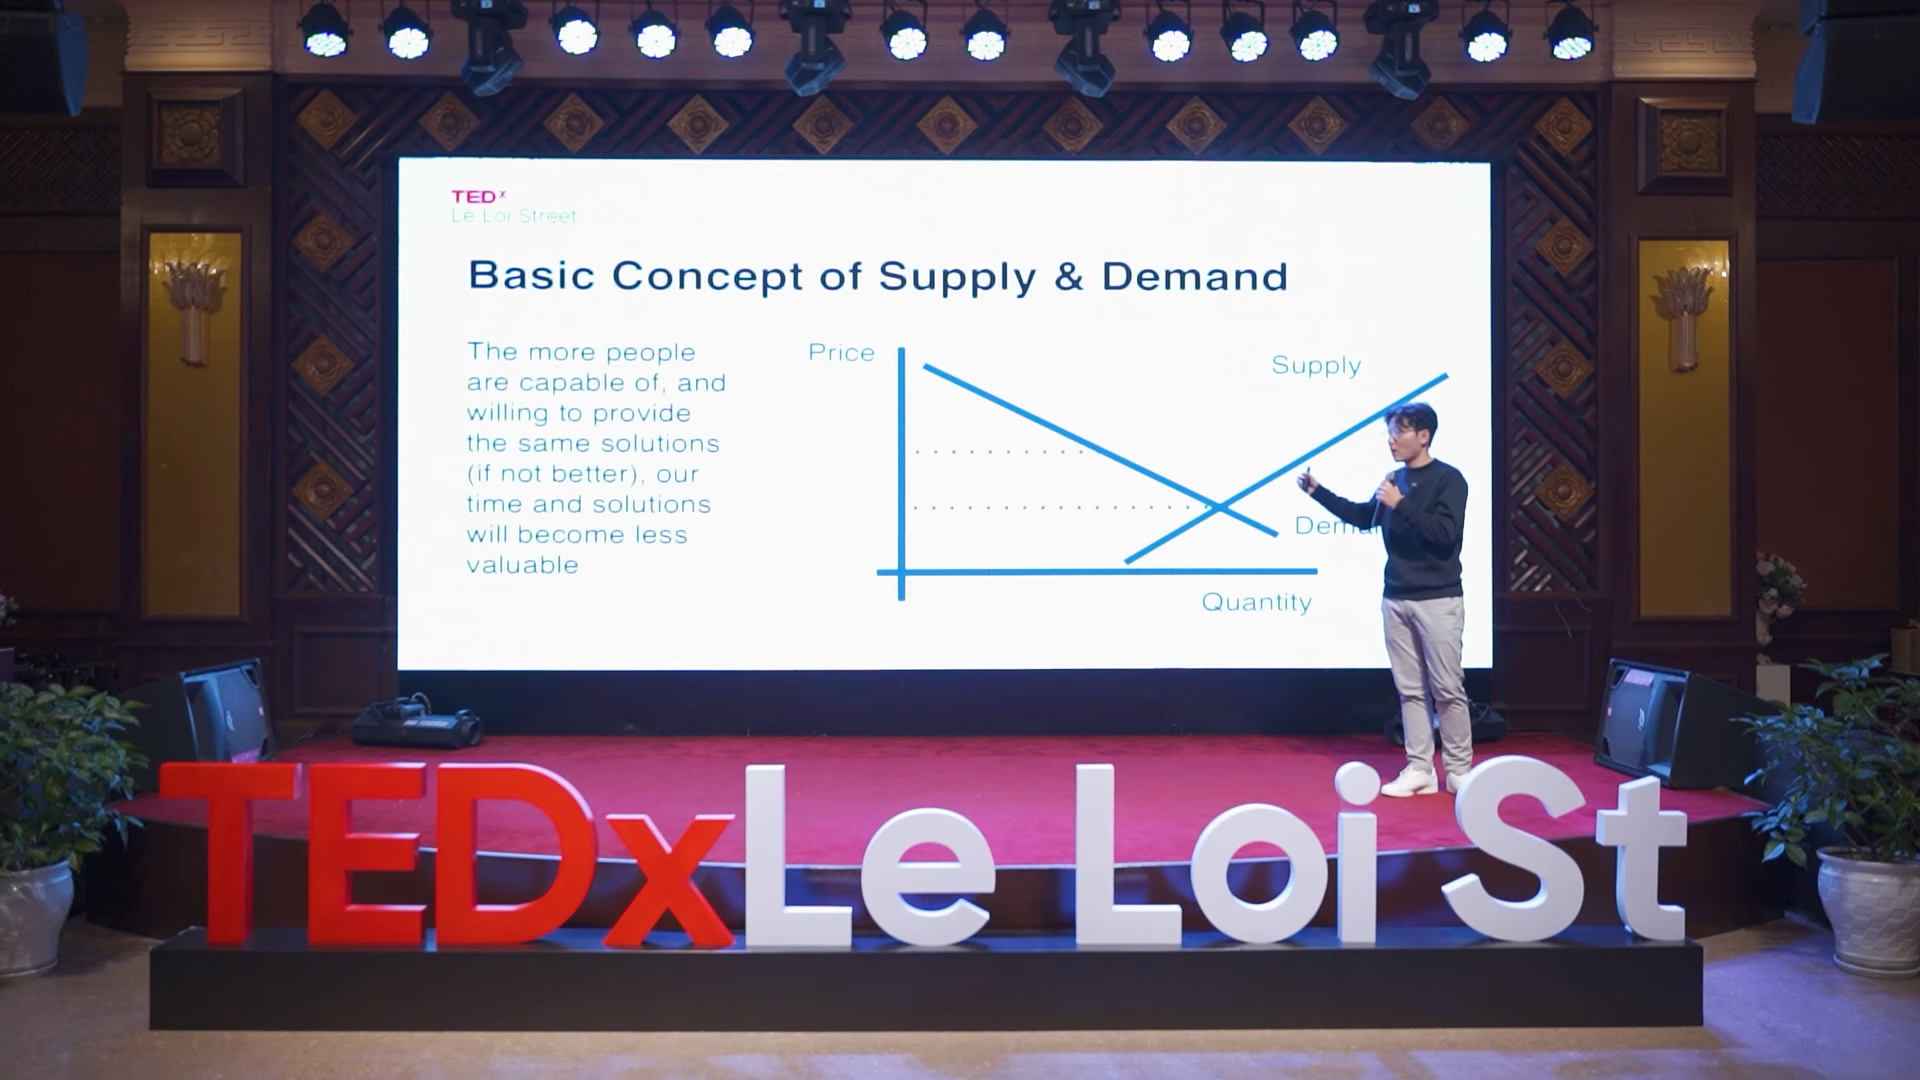 TEDx
Le Loi Street
Basic Concept of Supply & Demand
The more people
are capable of, and
willing to provide
the same solutions
(if not better), our
time and solutions
will become less
valuable
Price
Supply
Quantity
TEDxLe Loi St